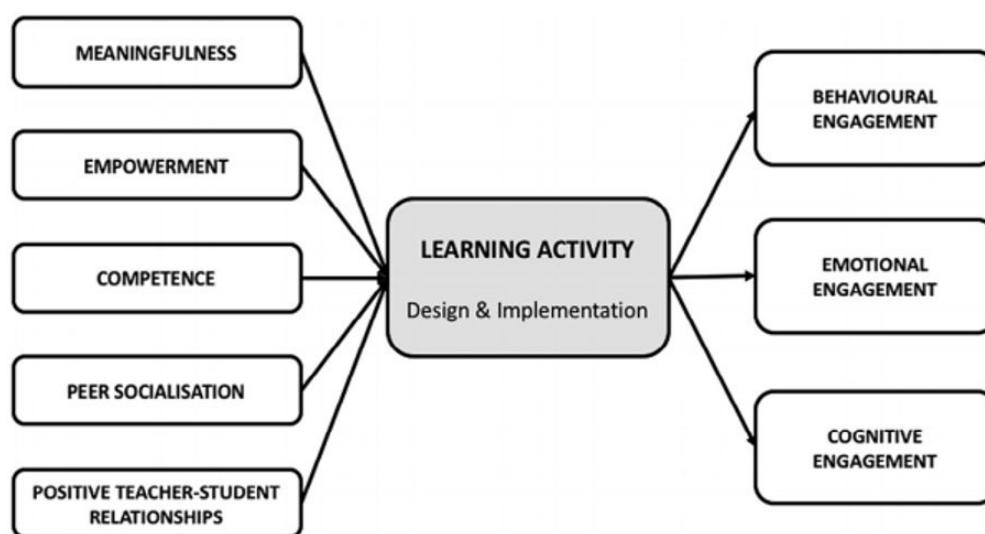 MEANINGFULNESS
EMPOWERMENT
COMPETENCE
PEER SOCIALISATION
POSITIVE TEACHER-STUDENT
RELATIONSHIPS
LEARNING ACTIVITY
Design & Implementation
BEHAVIOURAL
ENGAGEMENT
EMOTIONAL
ENGAGEMENT
COGNITIVE
ENGAGEMENT